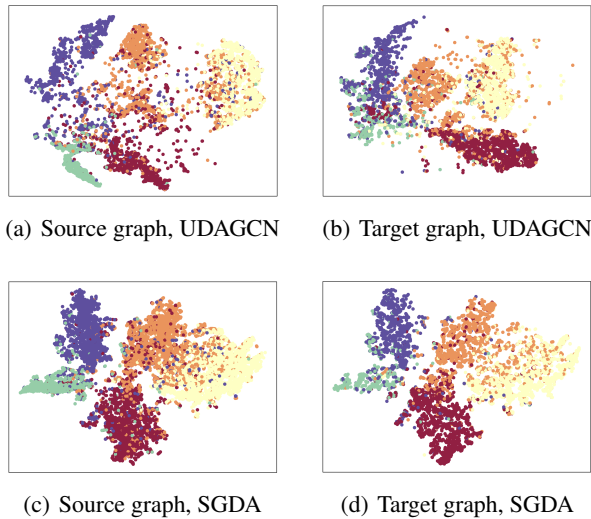 (a) Source graph, UDAGCN
(b) Target graph, UDAGCN
(c) Source graph, SGDA
(d) Target graph, SGDA